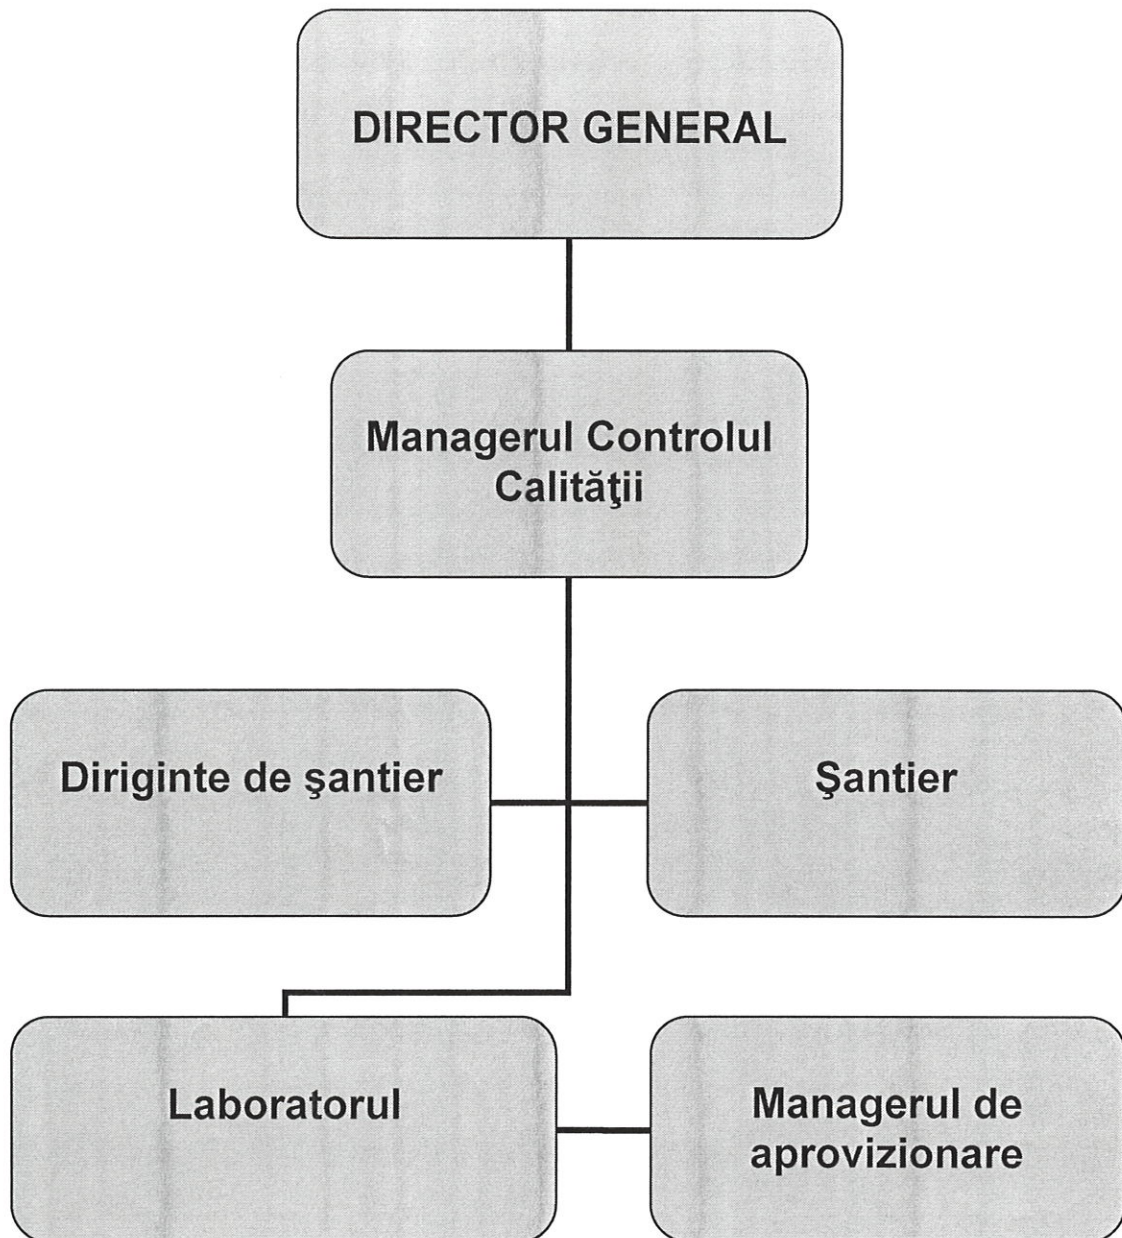 DIRECTOR GENERAL
Managerul Controlul
Calităţii
Diriginte de şantier
Şantier
Laboratorul
Managerul de
aprovizionare